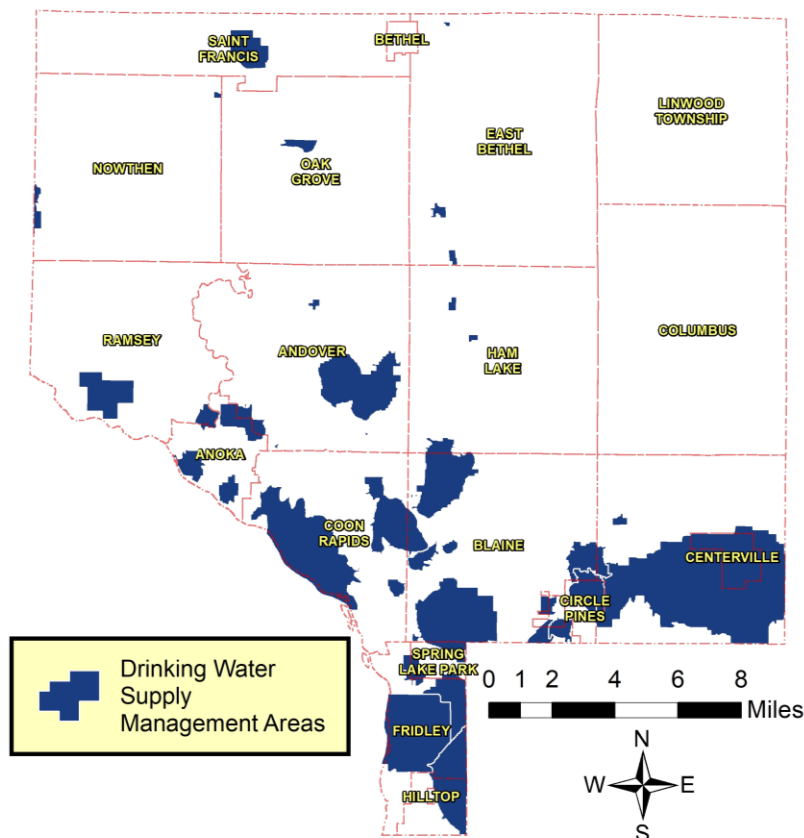 SAINT
FRANCIS
BETHEL
LINWOOD
TOWNSHIP
EAST
BETHEL
NOWTHEN
OAK
GROVE
RAMSEY
ANDOVER
HAM
LAKE
COLUMBUS
ANOKA
COON
RAPIDS
BLAINE
CENTERVILLE
CIRCLE
PINES
SPRING
LAKE PARK
Drinking Water
Supply
Management Areas
0 1 2 4 6 8
Miles
FRIDLEY
HILLTOP
N
W E
S